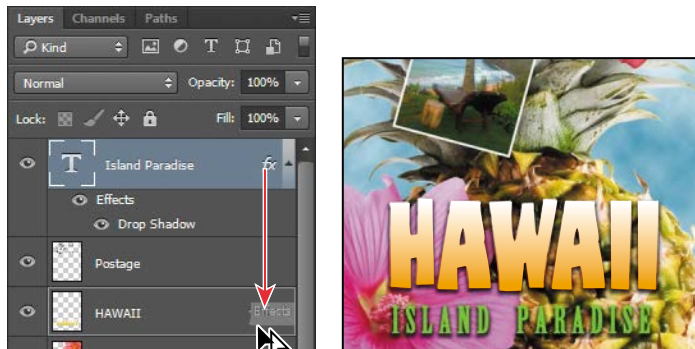 Layers Channels Paths
Kind T
Normal Opacity: 100%
Lock: Fill: 100%
T Island Paradise fx
Effects
Drop Shadow
Postage
HAWAII Effects
HAWAII
ISLAND PARADISE